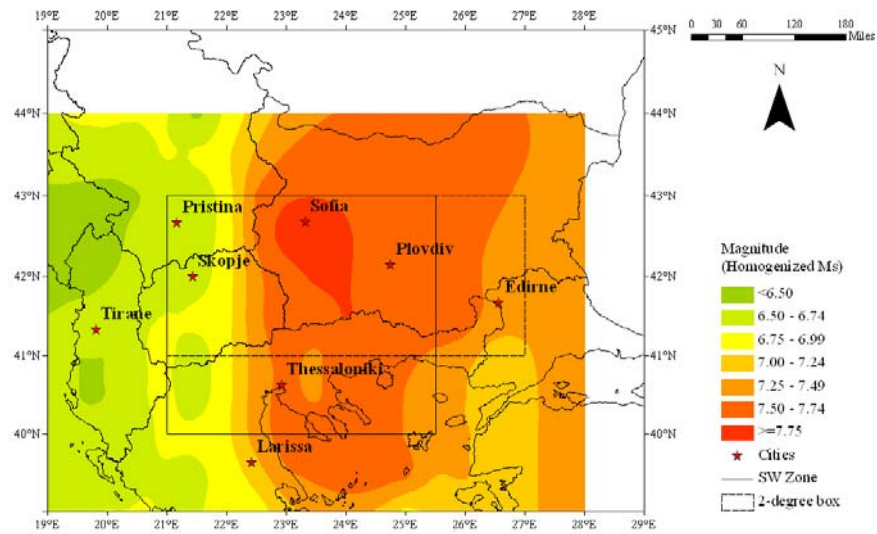 19°E 20°E 21°E 22°E 23°E 24°E 25°E 26°E 27°E 28°E 45°N
0 30 60 120 180
Miles
N
44°N 44°N
43°N 43°N
Pristina
Sofia
Plovdiv
Skopje
42°N 42°N
Edirne
Tirane
41°N 41°N
Thessaloniki
40°N 40°N
Larissa
19°E 20°E 21°E 22°E 23°E 24°E 25°E 26°E 27°E 28°E 29°E
Magnitude
(Homogenized Ms)
<6.50
6.50 - 6.74
6.75 - 6.99
7.00 - 7.24
7.25 - 7.49
7.50 - 7.74
>=7.75
Cities
SW Zone
2-degree box